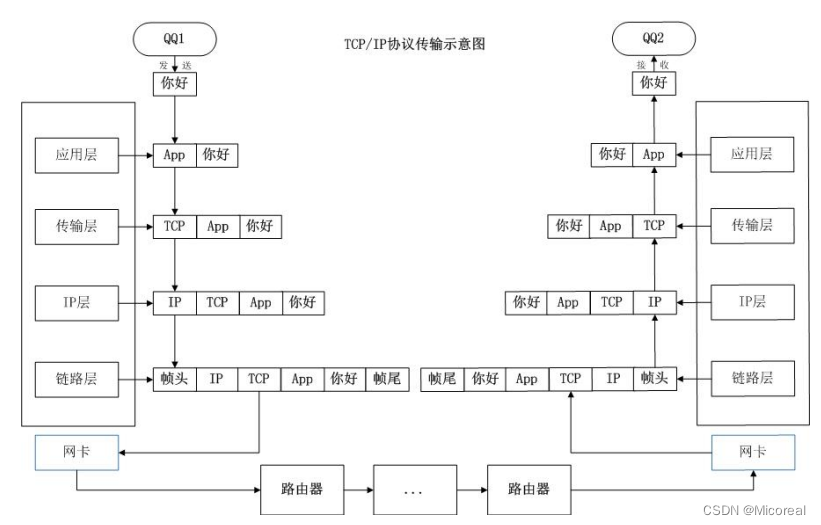 QQ1
TCP/IP协议传输示意图
QQ2
发 送
接 收
你好
你好
应用层
App 你好
你好 App
应用层
传输层
TCP App 你好
你好 App TCP
传输层
IP层
IP TCP App 你好
你好 App TCP IP
IP层
链路层
帧头 IP TCP App 你好 帧尾
帧尾 你好 App TCP IP 帧头
链路层
网卡
网卡
路由器
...
路由器
CSDN @Micoreal